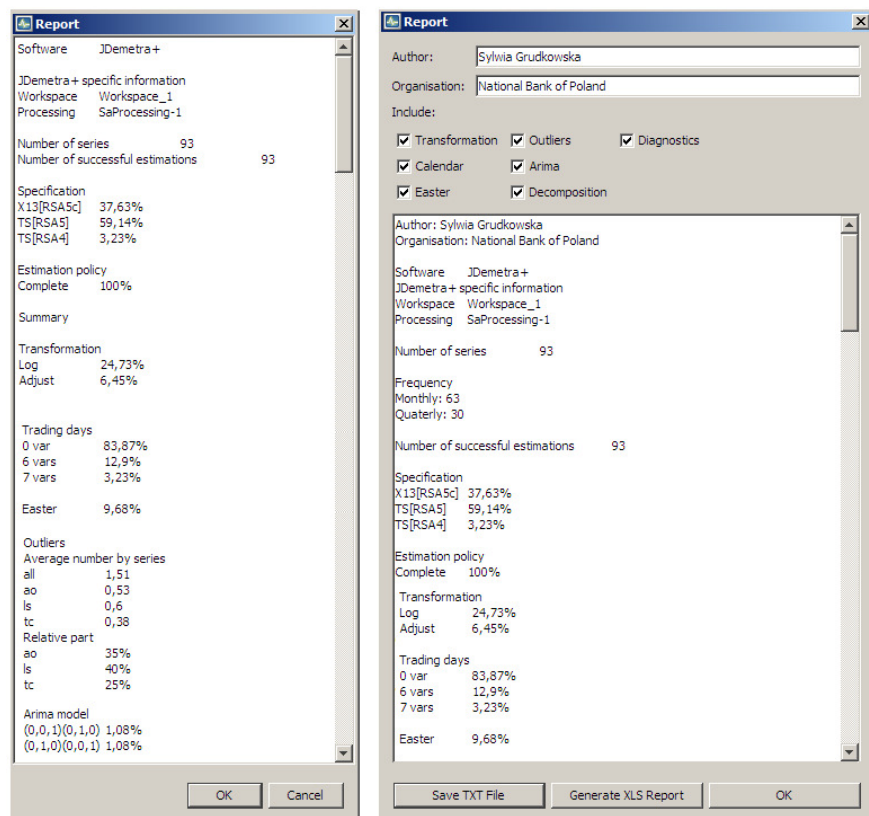 Report
Software JDemetra+
JDemetra+ specific information
Workspace Workspace_1
Processing SaProcessing-1
Number of series 93
Number of successful estimations 93
Specification
X13[RSA5c] 37,63%
TS[RSA5] 59,14%
TS[RSA4] 3,23%
Estimation policy
Complete 100%
Summary
Transformation
Log 24,73%
Adjust 6,45%
Trading days
0 var 83,87%
6 vars 12,9%
7 vars 3,23%
Easter 9,68%
Outliers
Average number by series
all 1,51
ao 0,53
ls 0,6
tc 0,38
Relative part
ao 35%
ls 40%
tc 25%
Arima model
(0,0,1)(0,1,0) 1,08%
(0,1,0)(0,0,1) 1,08%
OK Cancel
Report
Author: Sylwia Grudkowska
Organisation: National Bank of Poland
Include:
Transformation Outliers Diagnostics
Calendar Arima
Easter Decomposition
Author: Sylwia Grudkowska
Organisation: National Bank of Poland
Software JDemetra+
JDemetra+ specific information
Workspace Workspace_1
Processing SaProcessing-1
Number of series 93
Frequency
Monthly: 63
Quaterly: 30
Number of successful estimations 93
Specification
X13[RSA5c] 37,63%
TS[RSA5] 59,14%
TS[RSA4] 3,23%
Estimation policy
Complete 100%
Transformation
Log 24,73%
Adjust 6,45%
Trading days
0 var 83,87%
6 vars 12,9%
7 vars 3,23%
Easter 9,68%
Save TXT File Generate XLS Report OK